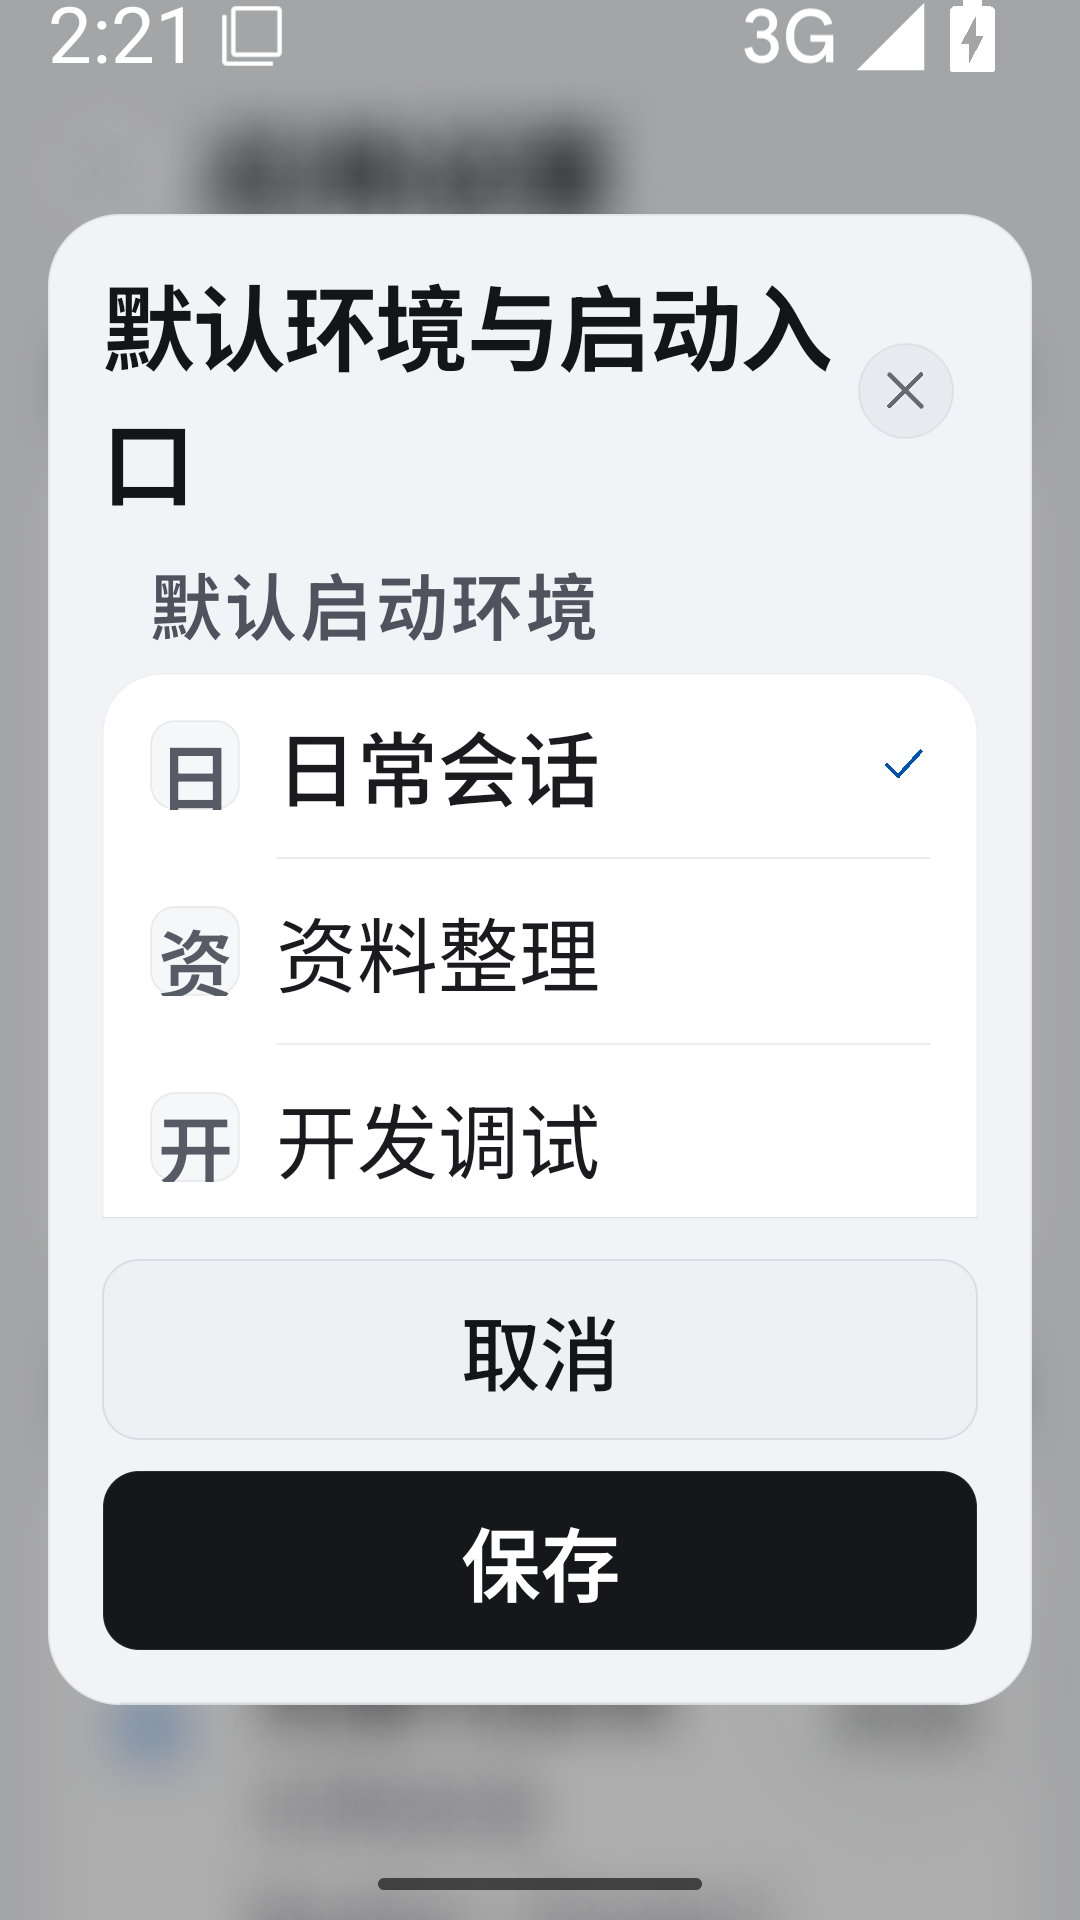 2:21
3G
默认环境与启动入
口
默认启动环境
日 日常会话
资 资料整理
开 开发调试
取消
保存